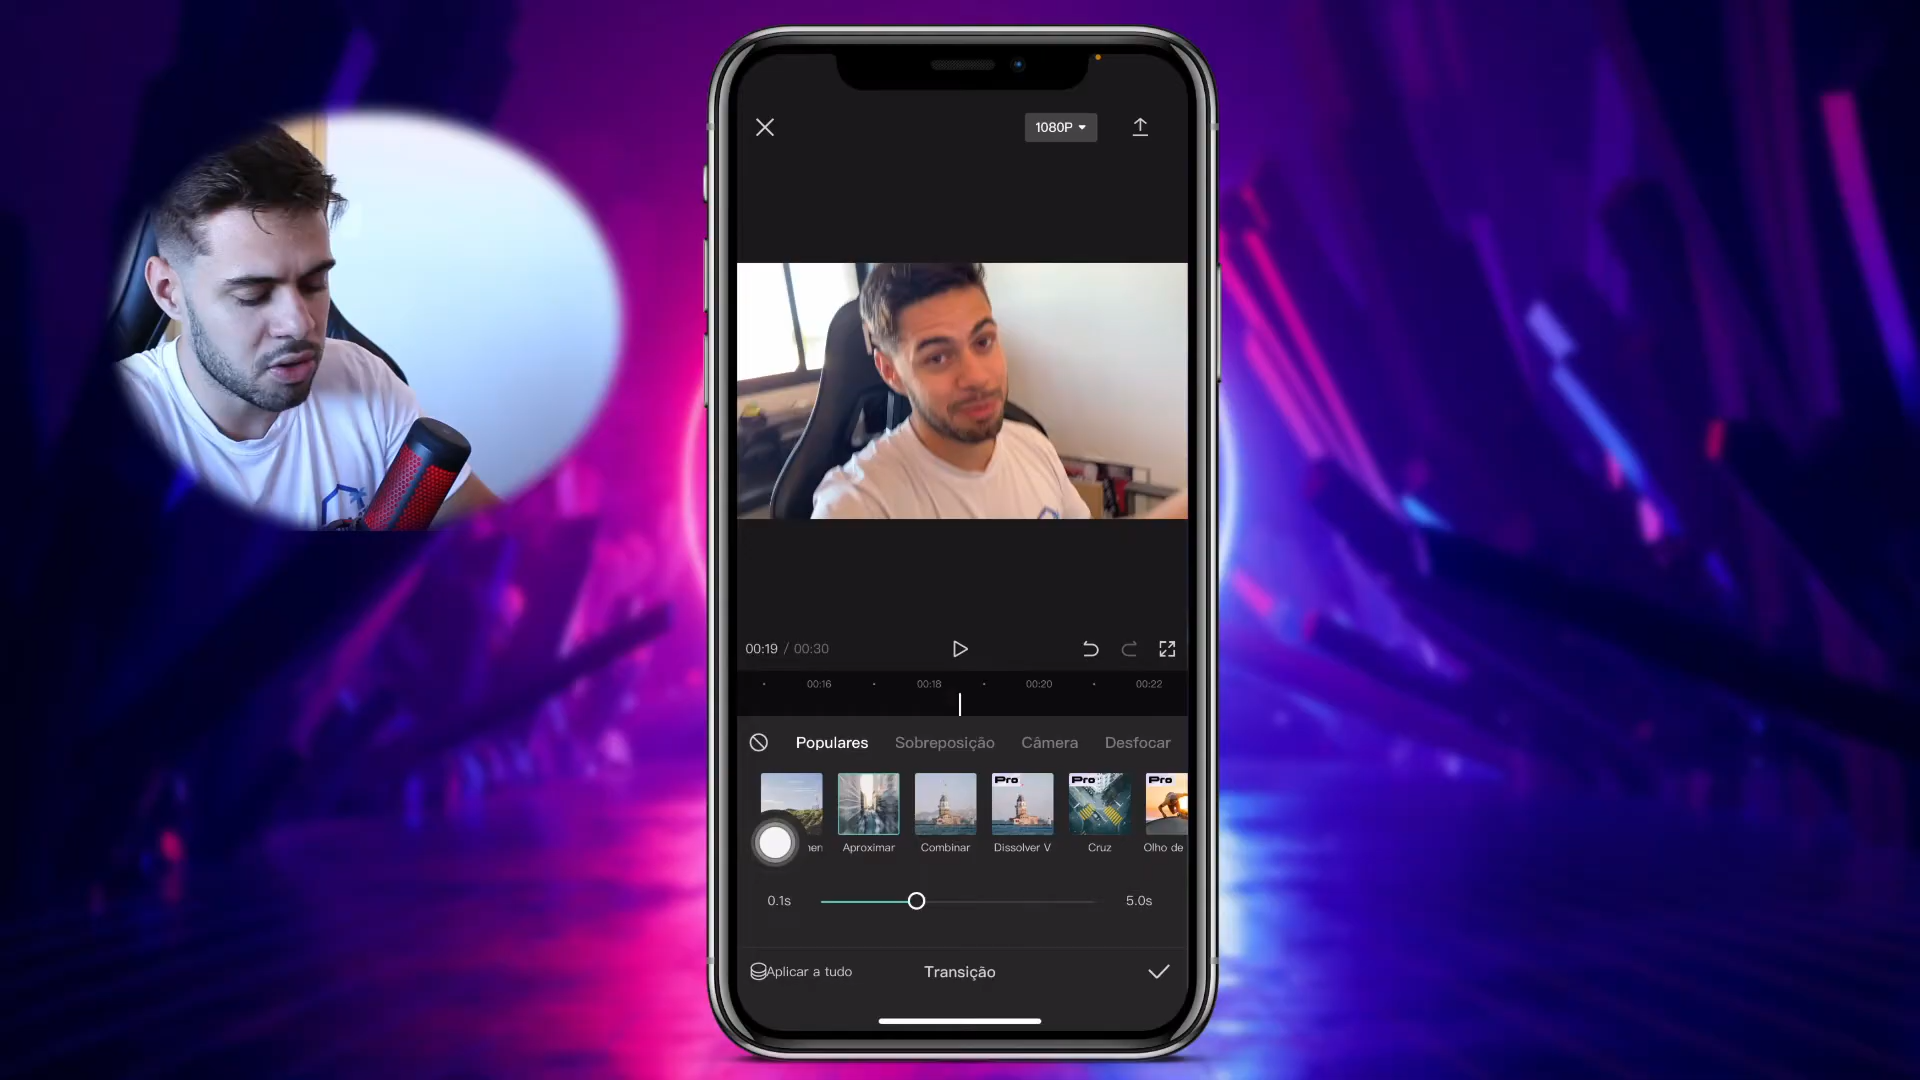 1080P
00:19 / 00:30
00:16 00:18 00:20 00:22
Populares Sobreposição Câmera Desfocar
Pro Pro Pro
Aproximar Combinar Dissolver V Cruz Olho de
0.1s 5.0s
Aplicar a tudo Transição